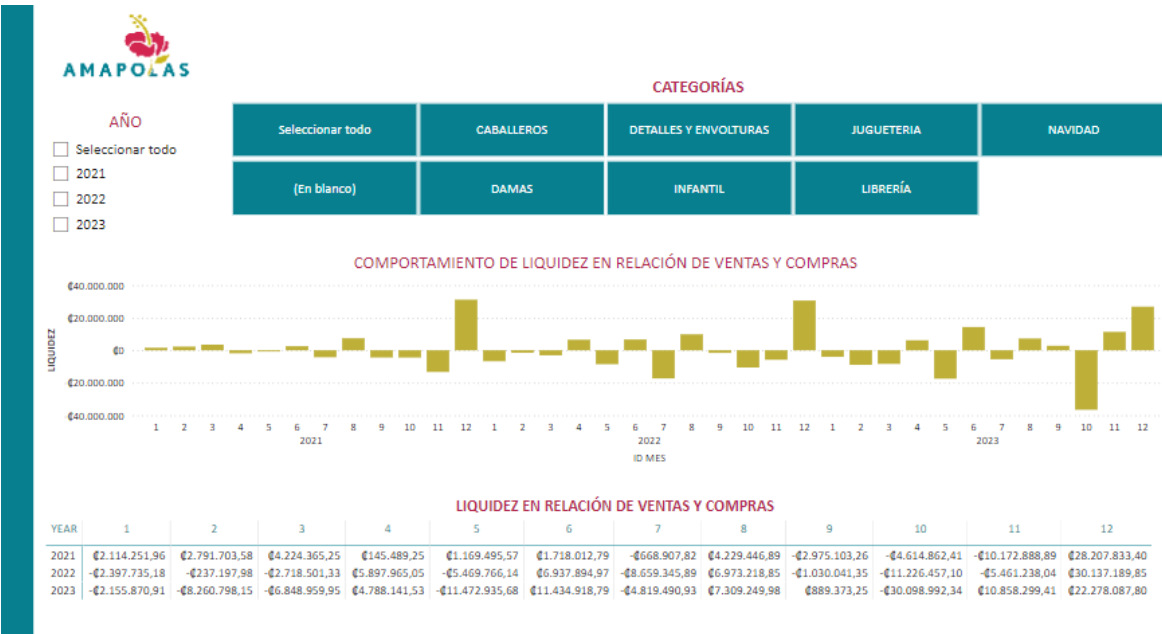 AMAPOLAS
CATEGORÍAS
AÑO
Seleccionar todo
2021
2022
2023
Seleccionar todo CABALLEROS DETALLES Y ENVOLTURAS JUGUETERIA NAVIDAD
(En blanco) DAMAS INFANTIL LIBRERÍA
COMPORTAMIENTO DE LIQUIDEZ EN RELACIÓN DE VENTAS Y COMPRAS
LIQUIDEZ
₡40.000.000
₡20.000.000
₡0
-₡20.000.000
-₡40.000.000
1 2 3 4 5 6 7 8 9 10 11 12 1 2 3 4 5 6 7 8 9 10 11 12 1 2 3 4 5 6 7 8 9 10 11 12
2021 2022 2023
ID MES
LIQUIDEZ EN RELACIÓN DE VENTAS Y COMPRAS
YEAR 1 2 3 4 5 6 7 8 9 10 11 12
2021 ₡2.114.251,96 ₡2.791.703,58 ₡4.224.365,25 ₡145.489,25 ₡1.169.495,57 ₡1.718.012,79 -₡668.907,82 ₡4.229.446,89 -₡2.975.103,26 -₡4.614.862,41 -₡10.172.888,89 ₡28.207.833,40
2022 -₡2.397.735,18 -₡237.197,98 -₡2.718.501,33 ₡5.897.965,05 -₡5.469.766,14 ₡6.937.894,97 -₡8.659.345,89 ₡6.973.218,85 -₡1.030.041,35 -₡11.226.457,10 -₡5.461.238,04 ₡30.137.189,85
2023 -₡2.155.870,91 -₡8.260.798,15 -₡6.848.959,95 ₡4.788.141,53 -₡11.472.935,68 ₡11.434.918,79 -₡4.819.490,93 ₡7.309.249,98 ₡889.373,25 -₡30.098.992,34 ₡10.858.299,41 ₡22.278.087,80